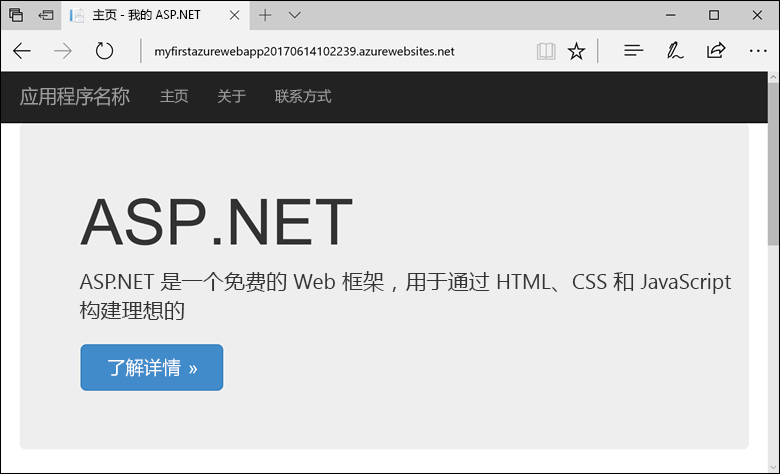 主页 - 我的 ASP.NET
myfirstazurewebapp20170614102239.azurewebsites.net
应用程序名称 主页 关于 联系方式
ASP.NET
ASP.NET 是一个免费的 Web 框架，用于通过 HTML、CSS 和 JavaScript
构建理想的
了解详情 »